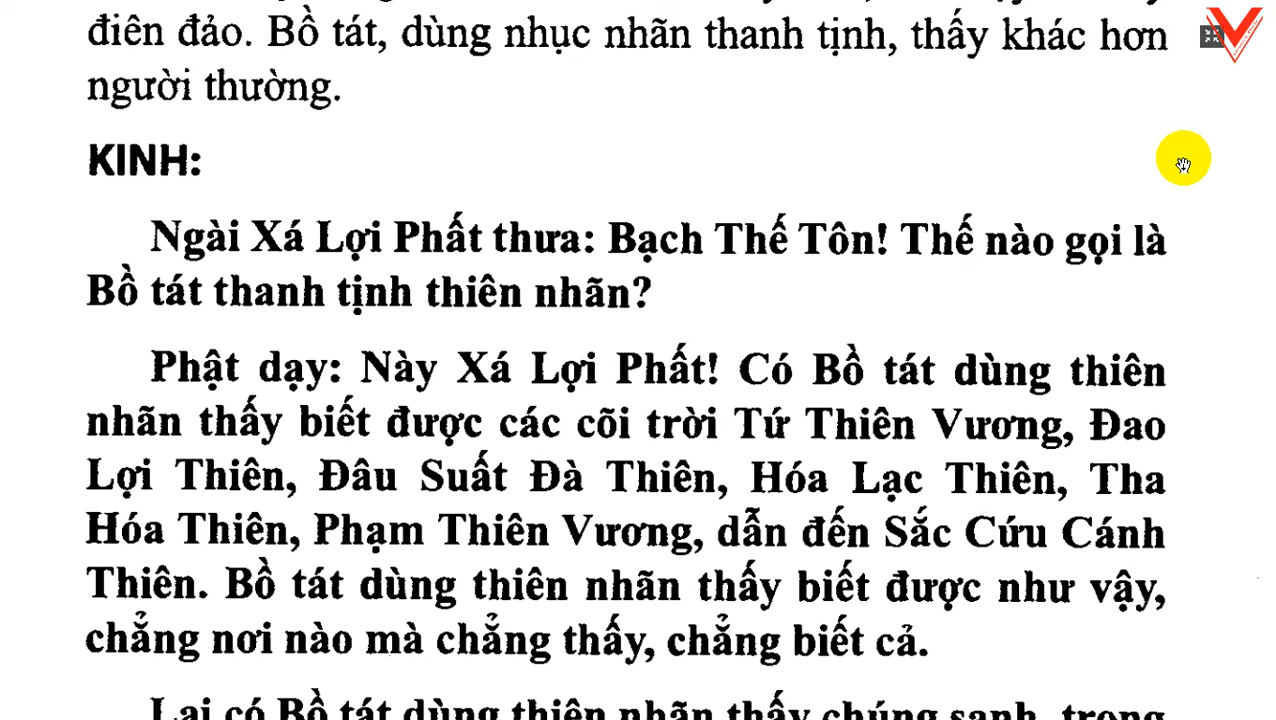 điên đảo. Bồ tát, dùng nhục nhãn thanh tịnh, thấy khác hơn
người thường.
KINH:
Ngài Xá Lợi Phất thưa: Bạch Thế Tôn! Thế nào gọi là
Bồ tát thanh tịnh thiên nhãn?
Phật dạy: Này Xá Lợi Phất! Có Bồ tát dùng thiên
nhãn thấy biết được các cõi trời Tứ Thiên Vương, Đao
Lợi Thiên, Đâu Suất Đà Thiên, Hóa Lạc Thiên, Tha
Hóa Thiên, Phạm Thiên Vương, dẫn đến Sắc Cứu Cánh
Thiên. Bồ tát dùng thiên nhãn thấy biết được như vậy,
chẳng nơi nào mà chẳng thấy, chẳng biết cả.
Lại có Bồ tát dùng thiên nhãn thấy chúng sanh, trong